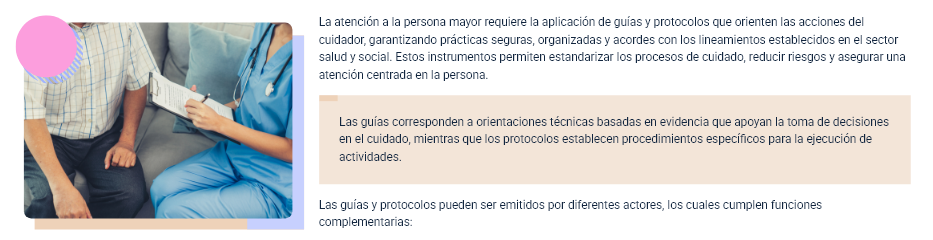 La atención a la persona mayor requiere la aplicación de guías y protocolos que orienten las acciones del
cuidador, garantizando prácticas seguras, organizadas y acordes con los lineamientos establecidos en el sector
salud y social. Estos instrumentos permiten estandarizar los procesos de cuidado, reducir riesgos y asegurar una
atención centrada en la persona.
Las guías corresponden a orientaciones técnicas basadas en evidencia que apoyan la toma de decisiones
en el cuidado, mientras que los protocolos establecen procedimientos específicos para la ejecución de
actividades.
Las guías y protocolos pueden ser emitidos por diferentes actores, los cuales cumplen funciones
complementarias: